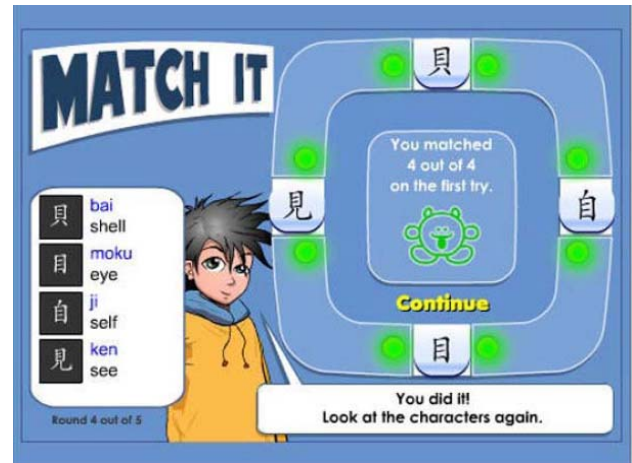 MATCH IT
貝
bai
shell
目
moku
eye
自
ji
self
見
ken
see
Round 4 out of 5
貝
見
自
目
You matched
4 out of 4
on the first try.
Continue
You did it!
Look at the characters again.